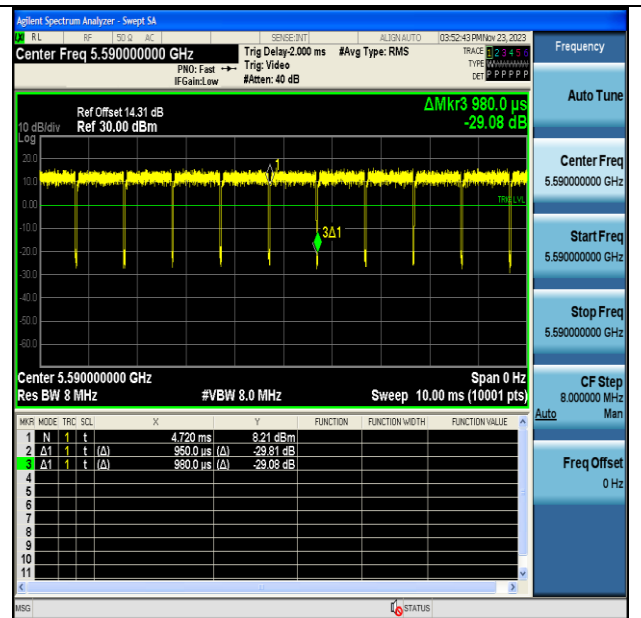 Agilent Spectrum Analyzer - Swept SA
RL RF 50 Ω AC SENSE:INT ALIGN AUTO 03:52:43 PM Nov 23, 2023
Center Freq 5.590000000 GHz Trig Delay-2.000 ms #Avg Type: RMS TRACE 1 2 3 4 5 6
PNO: Fast Trig: Video TYPE
IFGain:Low #Atten: 40 dB DET P P P P P P
Frequency
ΔMkr3 980.0 µs
-29.08 dB
Ref Offset 14.31 dB
10 dB/div Ref 30.00 dBm
Log
20.0
10.0
0.00
-10.0
-20.0
-30.0
-40.0
-50.0
-60.0
1
TRIG LVL
3Δ1
Center 5.590000000 GHz Span 0 Hz
Res BW 8 MHz #VBW 8.0 MHz Sweep 10.00 ms (10001 pts)
MKR MODE TRC SCL X Y FUNCTION FUNCTION WIDTH FUNCTION VALUE
1 N 1 t 4.720 ms 8.21 dBm
2 Δ1 1 t (Δ) 950.0 µs (Δ) -29.81 dB
3 Δ1 1 t (Δ) 980.0 µs (Δ) -29.08 dB
4
5
6
7
8
9
10
11
MSG STATUS
Auto Tune
Center Freq
5.590000000 GHz
Start Freq
5.590000000 GHz
Stop Freq
5.590000000 GHz
CF Step
8.000000 MHz
Auto Man
Freq Offset
0 Hz